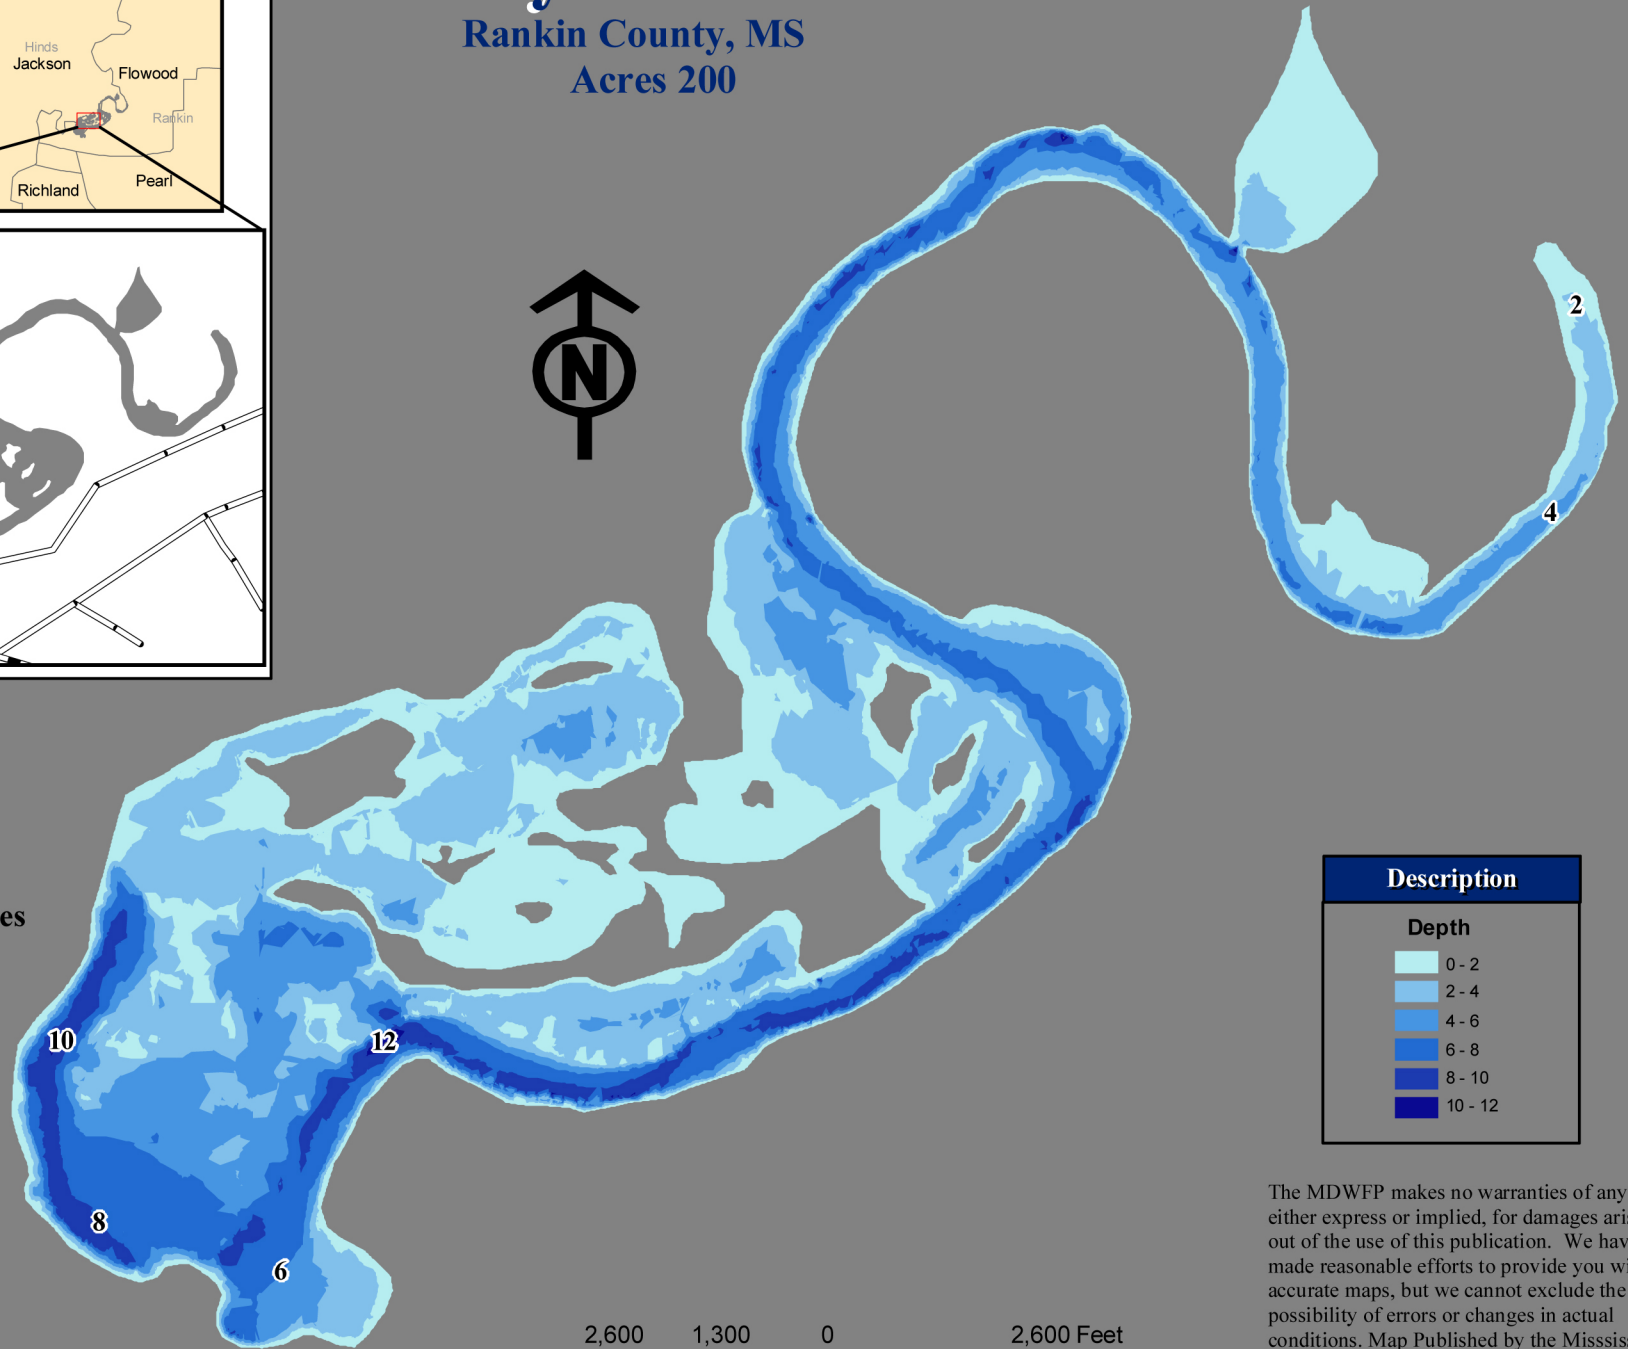 Rankin County, MS
Acres 200
Hinds
Jackson
Flowood
Rankin
Pearl
Richland
N
2
4
es
10
12
8
6
Description
Depth
0 - 2
2 - 4
4 - 6
6 - 8
8 - 10
10 - 12
The MDWFP makes no warranties of any
either express or implied, for damages aris
out of the use of this publication. We hav
made reasonable efforts to provide you wi
accurate maps, but we cannot exclude the
possibility of errors or changes in actual
conditions. Map Published by the Misssis
2,600 1,300 0 2,600 Feet